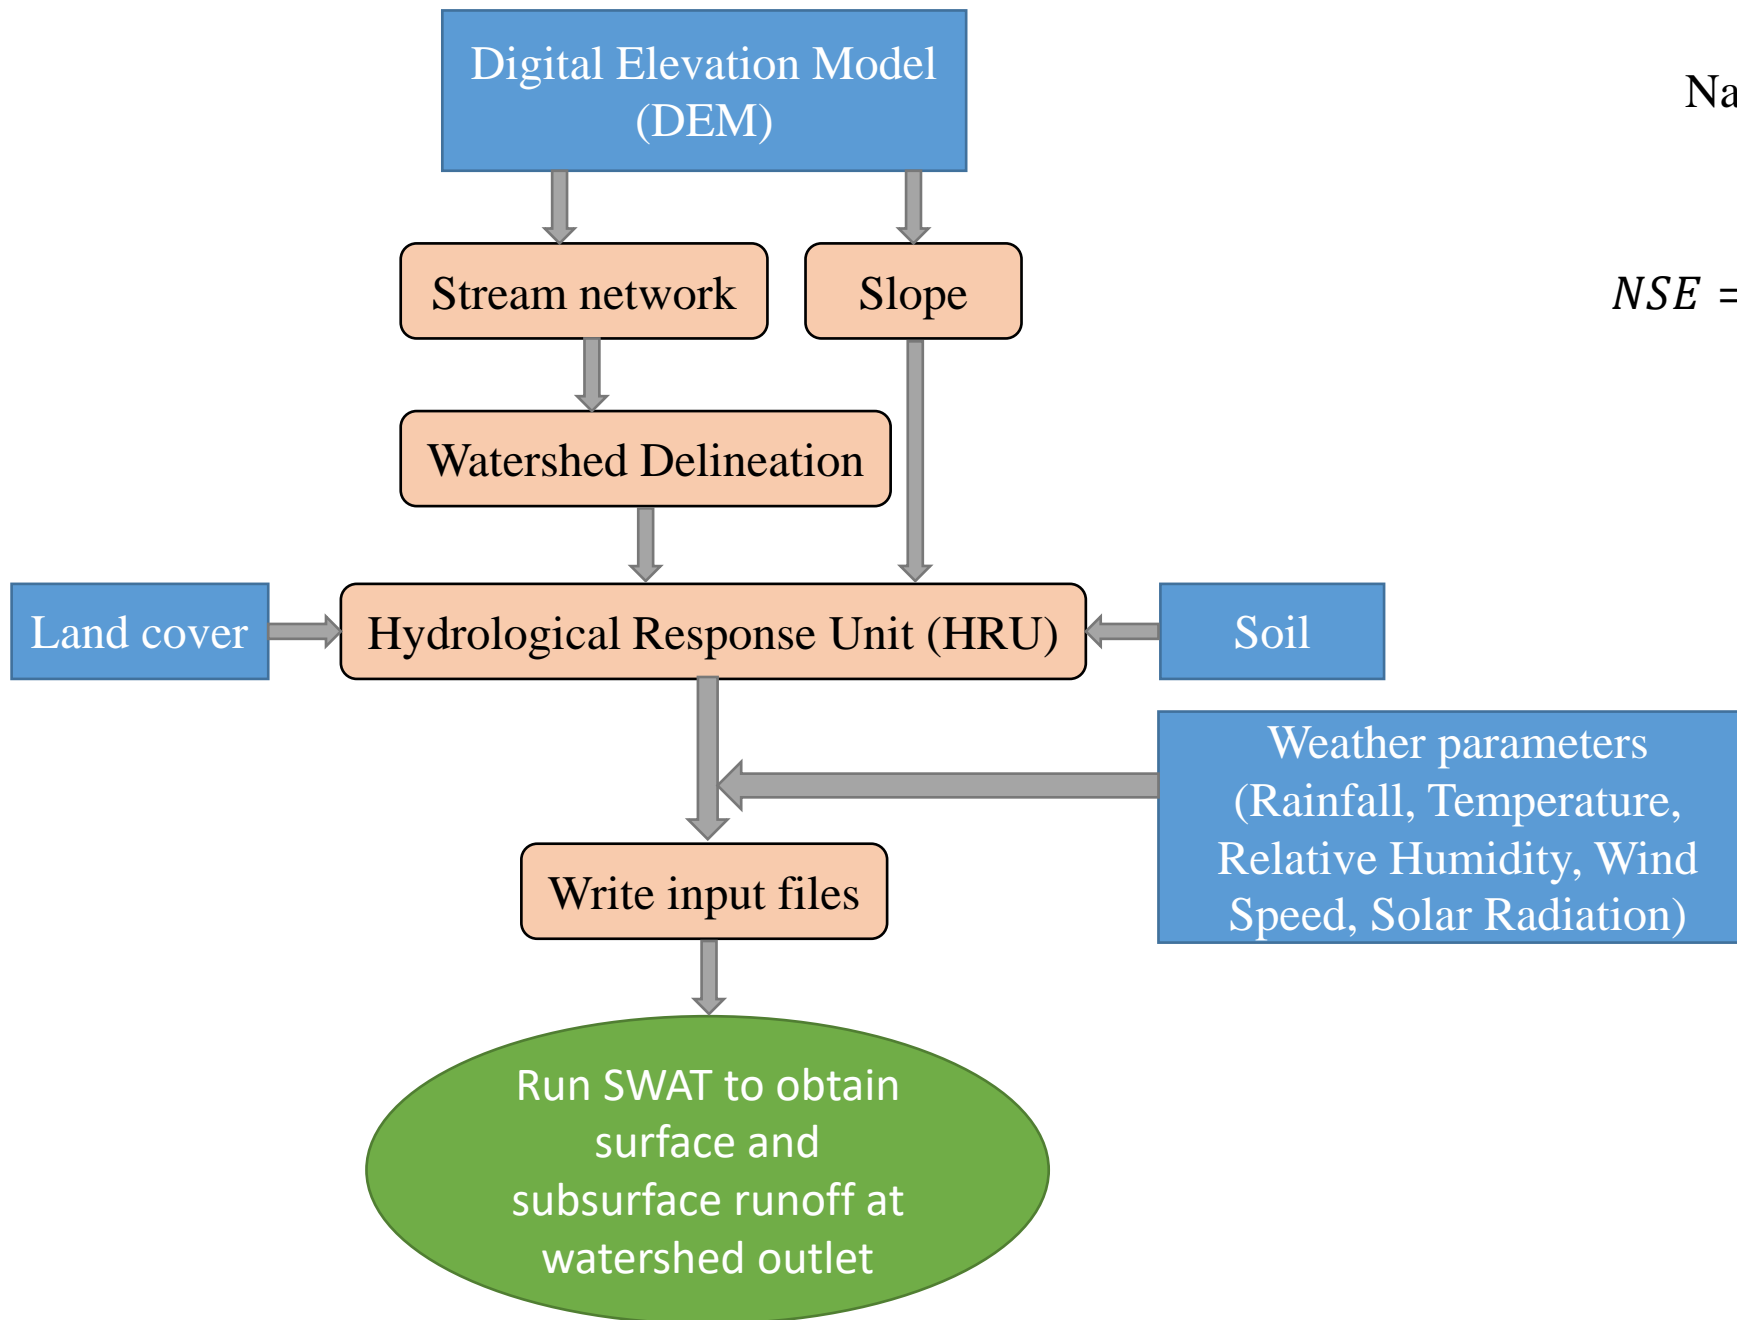 Digital Elevation Model
(DEM)
Na
Stream network
Slope
NSE =
Watershed Delineation
Land cover
Hydrological Response Unit (HRU)
Soil
Weather parameters
(Rainfall, Temperature,
Relative Humidity, Wind
Speed, Solar Radiation)
Write input files
Run SWAT to obtain
surface and
subsurface runoff at
watershed outlet